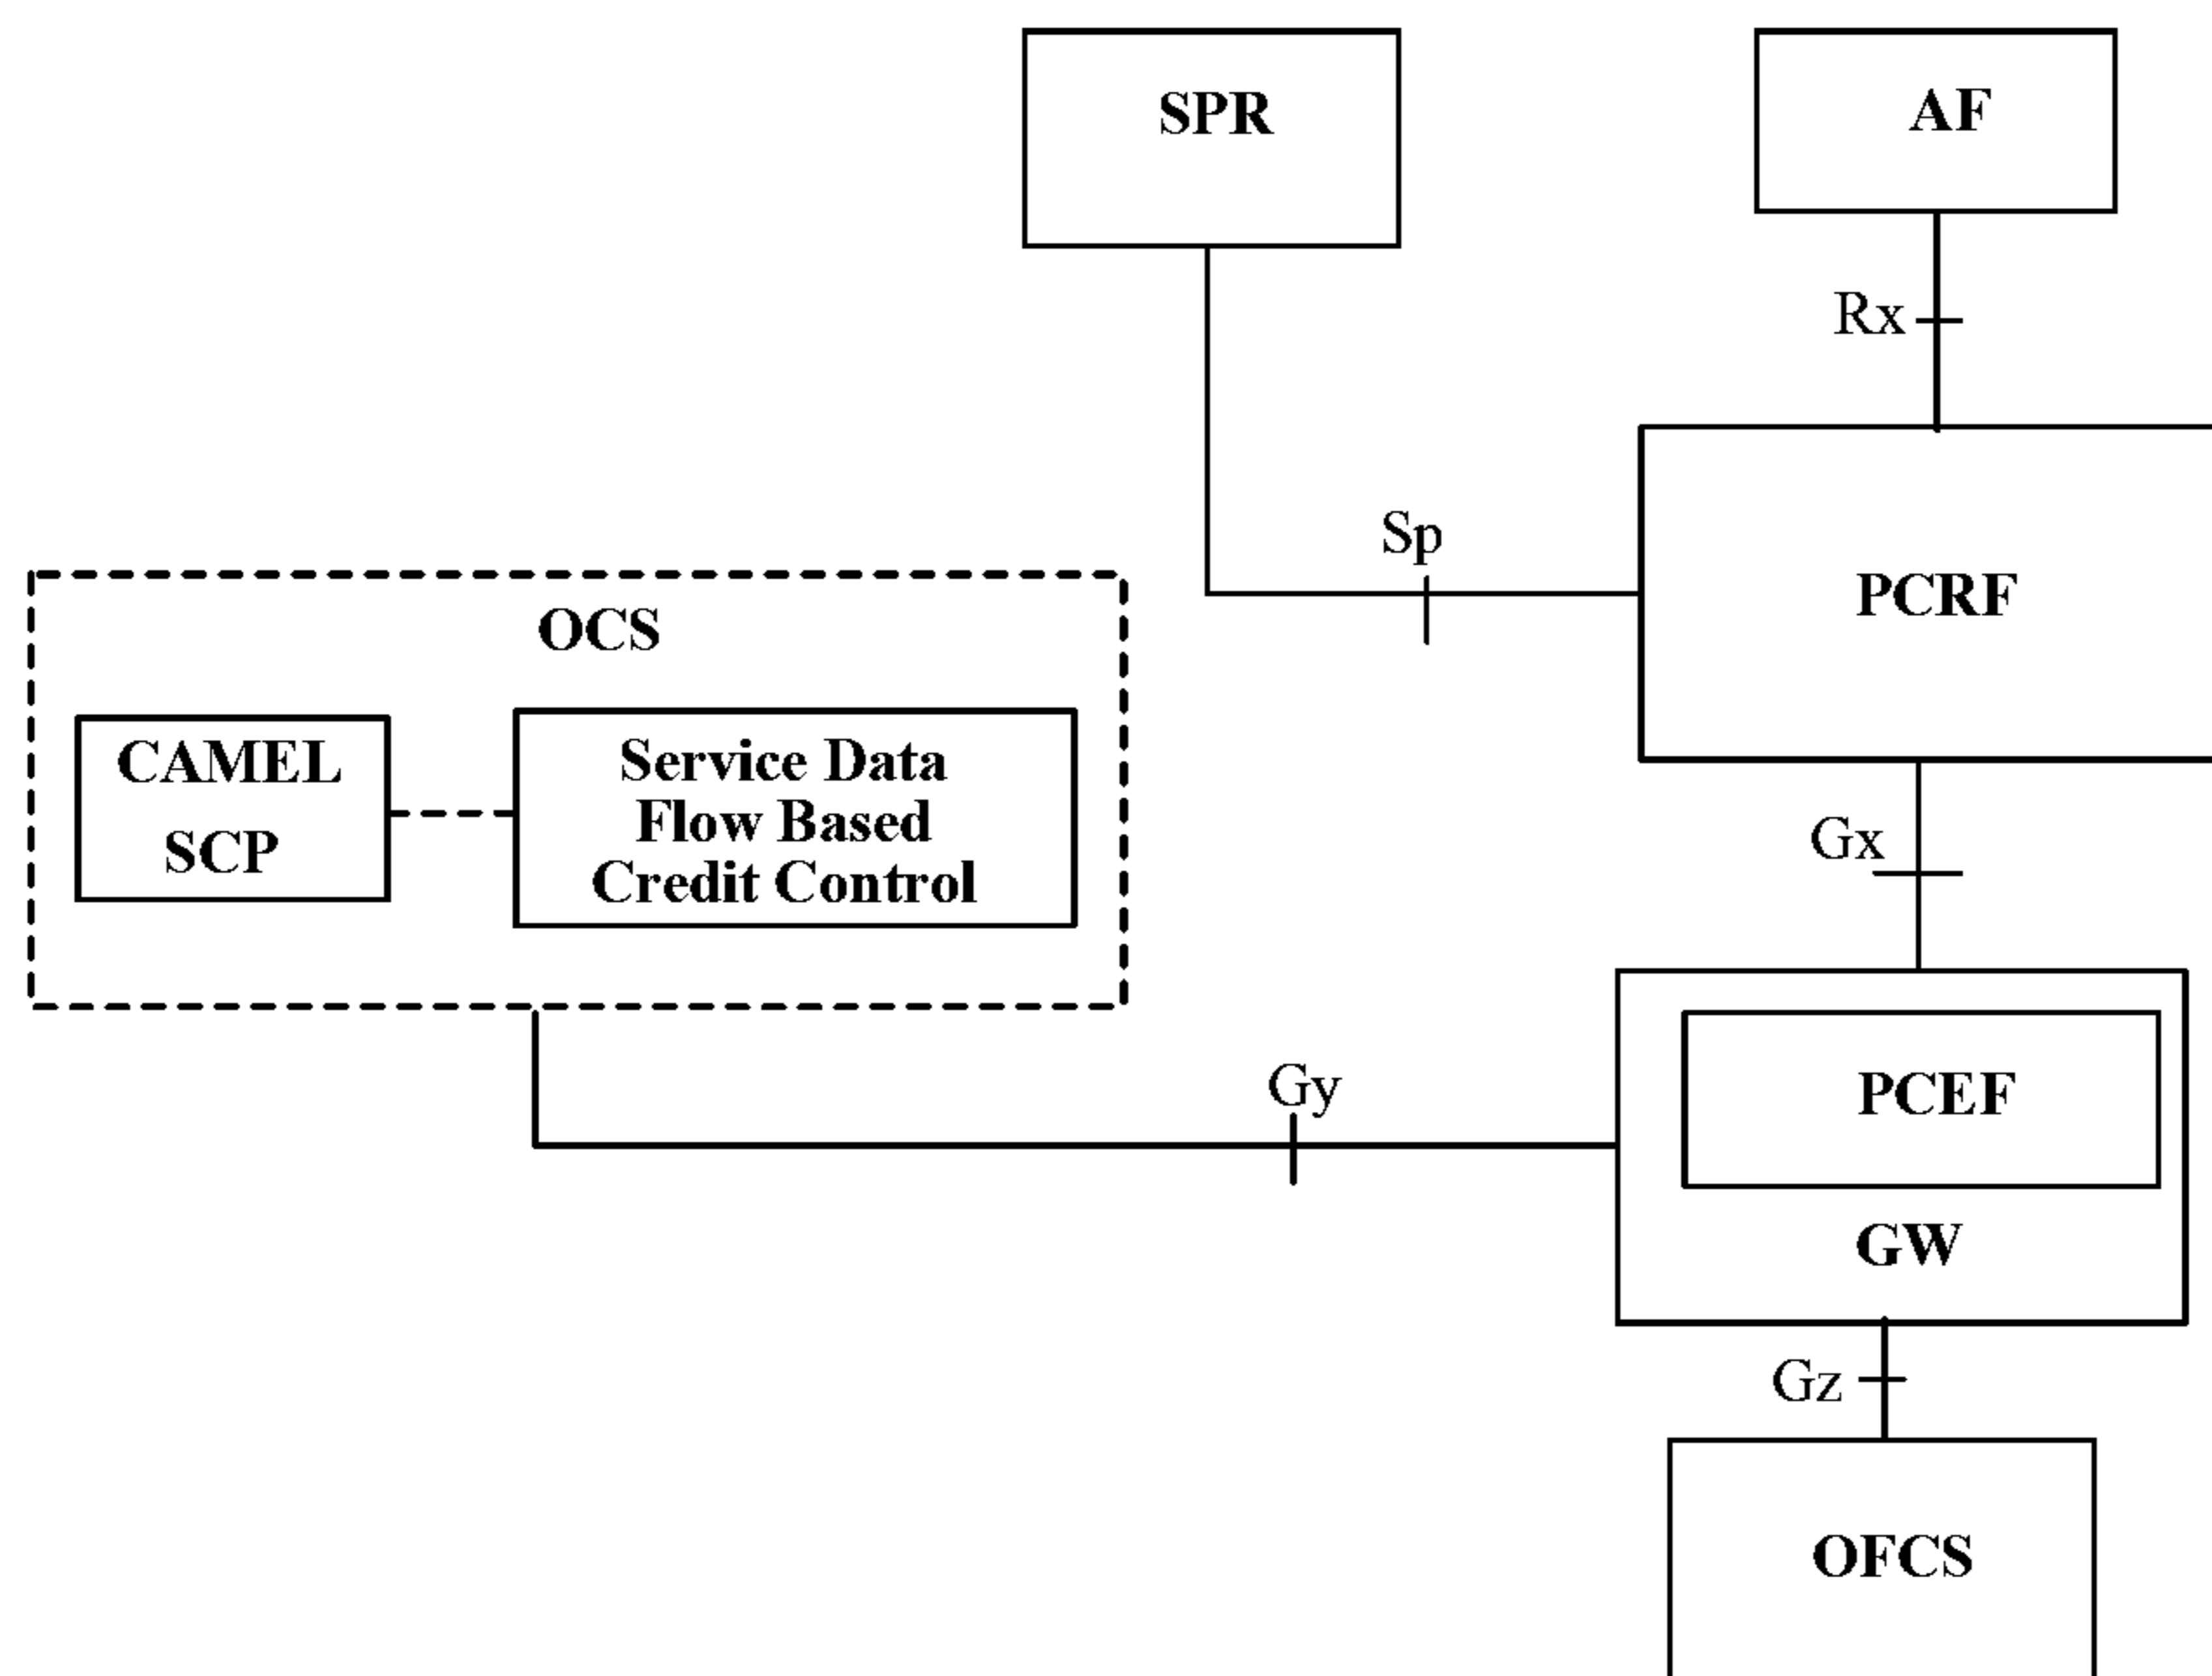 SPR
AF
Rx
Sp
PCRF
OCS
CAMEL
SCP
Service Data
Flow Based
Credit Control
Gx
PCEF
Gy
GW
Gz
OFCS